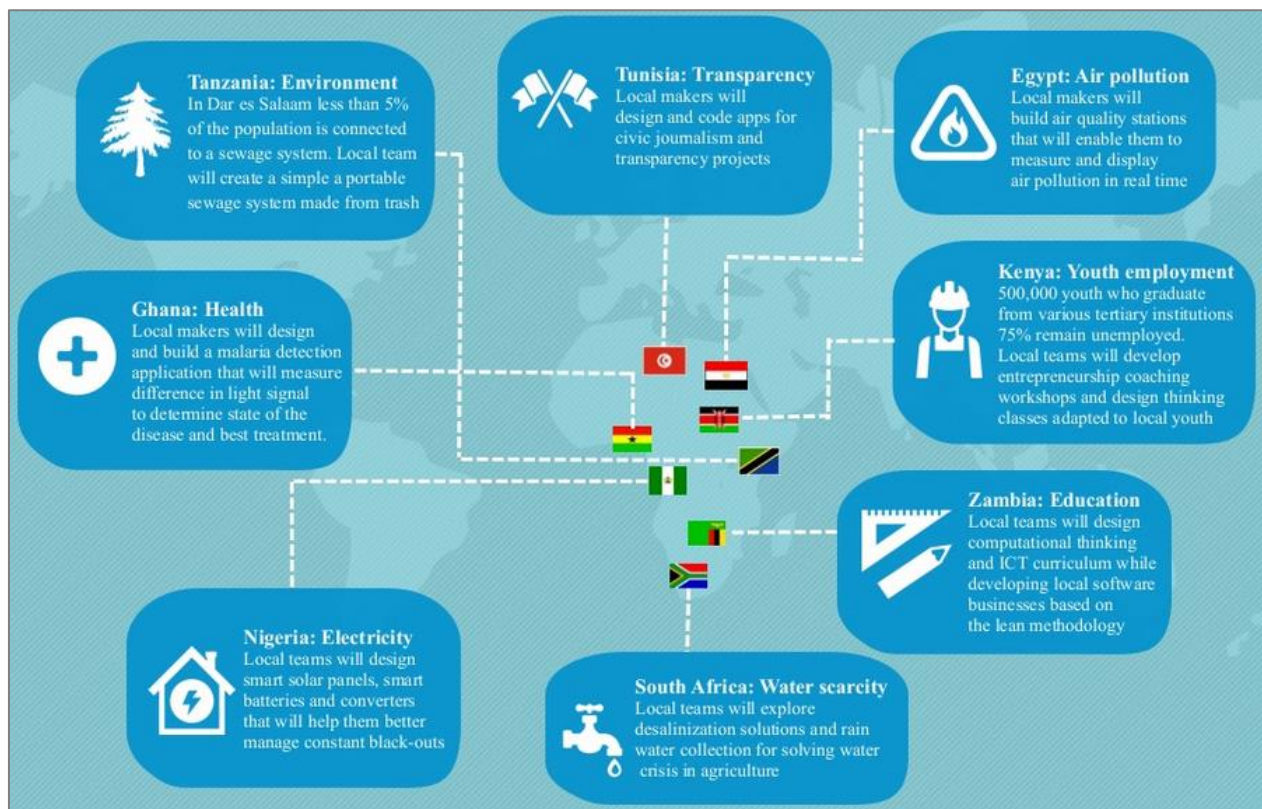 Tanzania: Environment
In Dar es Salaam less than 5%
of the population is connected
to a sewage system. Local team
will create a simple a portable
sewage system made from trash
Tunisia: Transparency
Local makers will
design and code apps for
civic journalism and
transparency projects
Egypt: Air pollution
Local makers will
build air quality stations
that will enable them to
measure and display
air pollution in real time
Ghana: Health
Local makers will design
and build a malaria detection
application that will measure
difference in light signal
to determine state of the
disease and best treatment.
Kenya: Youth employment
500,000 youth who graduate
from various tertiary institutions
75% remain unemployed.
Local teams will develop
entrepreneurship coaching
workshops and design thinking
classes adapted to local youth
Zambia: Education
Local teams will design
computational thinking
and ICT curriculum while
developing local software
businesses based on
the lean methodology
Nigeria: Electricity
Local teams will design
smart solar panels, smart
batteries and converters
that will help them better
manage constant black-outs
South Africa: Water scarcity
Local teams will explore
desalinization solutions and rain
water collection for solving water
crisis in agriculture